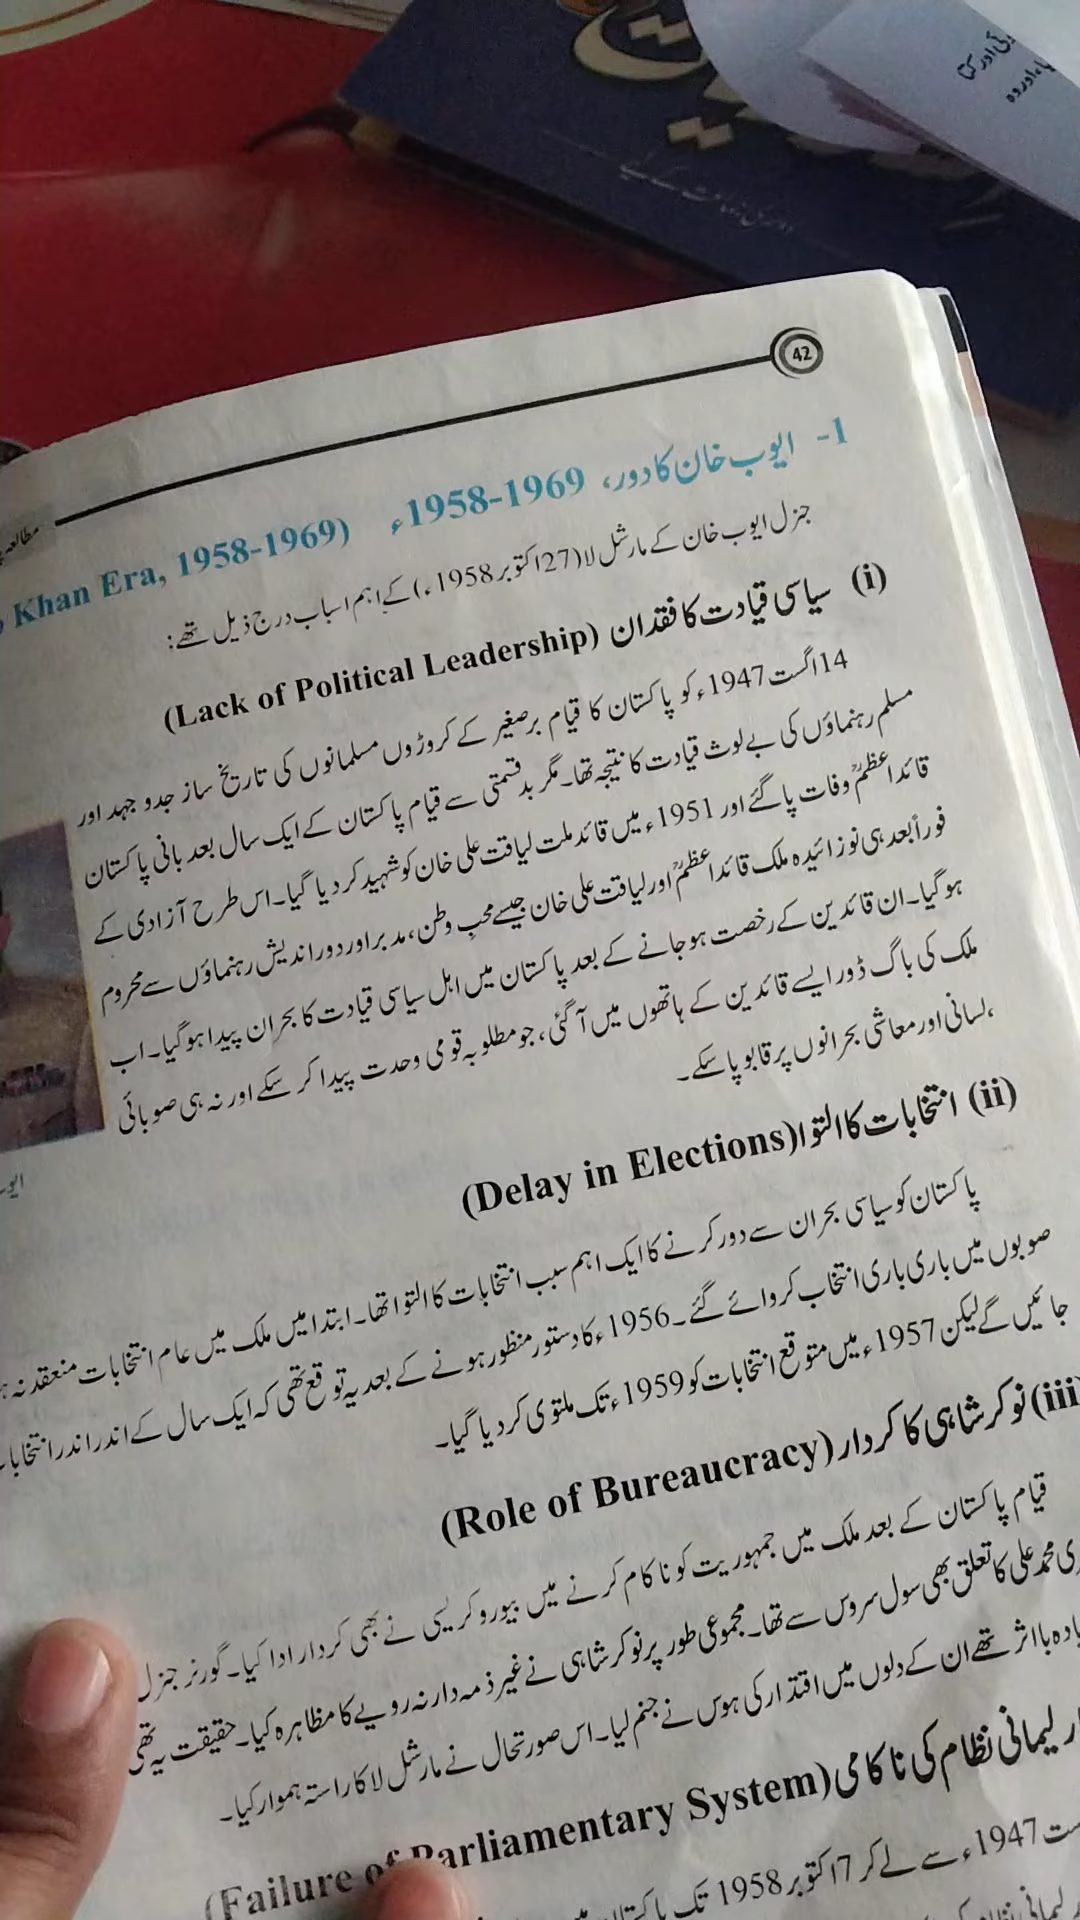 42
مطالعہ
1- ایوب خان کا دور، 1958-1969ء (Khan Era, 1958-1969
جنرل ایوب خان کے مارشل لا (27 اکتوبر 1958ء) کے اہم اسباب درج ذیل تھے:
(i) سیاسی قیادت کا فقدان (Lack of Political Leadership)
14 اگست 1947ء کو پاکستان کا قیام برصغیر کے کروڑوں مسلمانوں کی تاریخ ساز جدوجہد اور
مسلم رہنماؤں کی بے لوث قیادت کا نتیجہ تھا۔ مگر بدقسمتی سے قیام پاکستان کے ایک سال بعد بانی پاکستان
قائداعظمؒ وفات پا گئے اور 1951ء میں قائد ملت لیاقت علی خان کو شہید کر دیا گیا۔ اس طرح آزادی کے
فوراً بعد ہی نوزائیدہ ملک قائداعظمؒ اور لیاقت علی خان جیسے محب وطن، مدبر اور دور اندیش رہنماؤں سے محروم
ہو گیا۔ ان قائدین کے رخصت ہو جانے کے بعد پاکستان میں اہل سیاسی قیادت کا بحران پیدا ہو گیا۔ اب
ملک کی باگ ڈور ایسے قائدین کے ہاتھوں میں آ گئی، جو مطلوبہ قومی وحدت پیدا کر سکے اور نہ ہی صوبائی
، لسانی اور معاشی بحرانوں پر قابو پا سکے۔
(ii) انتخابات کا التوا (Delay in Elections)
پاکستان کو سیاسی بحران سے دور کرنے کا ایک اہم سبب انتخابات کا التوا تھا۔ ابتدا میں ملک میں عام انتخابات منعقد نہ
صوبوں میں باری باری انتخاب کروائے گئے۔ 1956ء کا دستور منظور ہونے کے بعد یہ توقع تھی کہ ایک سال کے اندر اندر
جائیں گے لیکن 1957ء میں متوقع انتخابات کو 1959ء تک ملتوی کر دیا گیا۔
(iii) نوکر شاہی کا کردار (Role of Bureaucracy)
قیام پاکستان کے بعد ملک میں جمہوریت کو ناکام کرنے میں بیوروکریسی نے بھی کردار ادا کیا۔ گورنر جنرل
محمد علی کا تعلق بھی سول سروس سے تھا۔ مجموعی طور پر نوکر شاہی نے غیر ذمہ دارانہ رویے کا مظاہرہ کیا۔ حقیقت یہ تھی
بااثر تھے ان کے دلوں میں اقتدار کی ہوس نے جنم لیا۔ اس صورتحال نے مارشل لا کا راستہ ہموار کیا۔
نظام کی ناکامی (Failure of Parliamentary System)
1947ء سے لے کر 7 اکتوبر 1958 تک